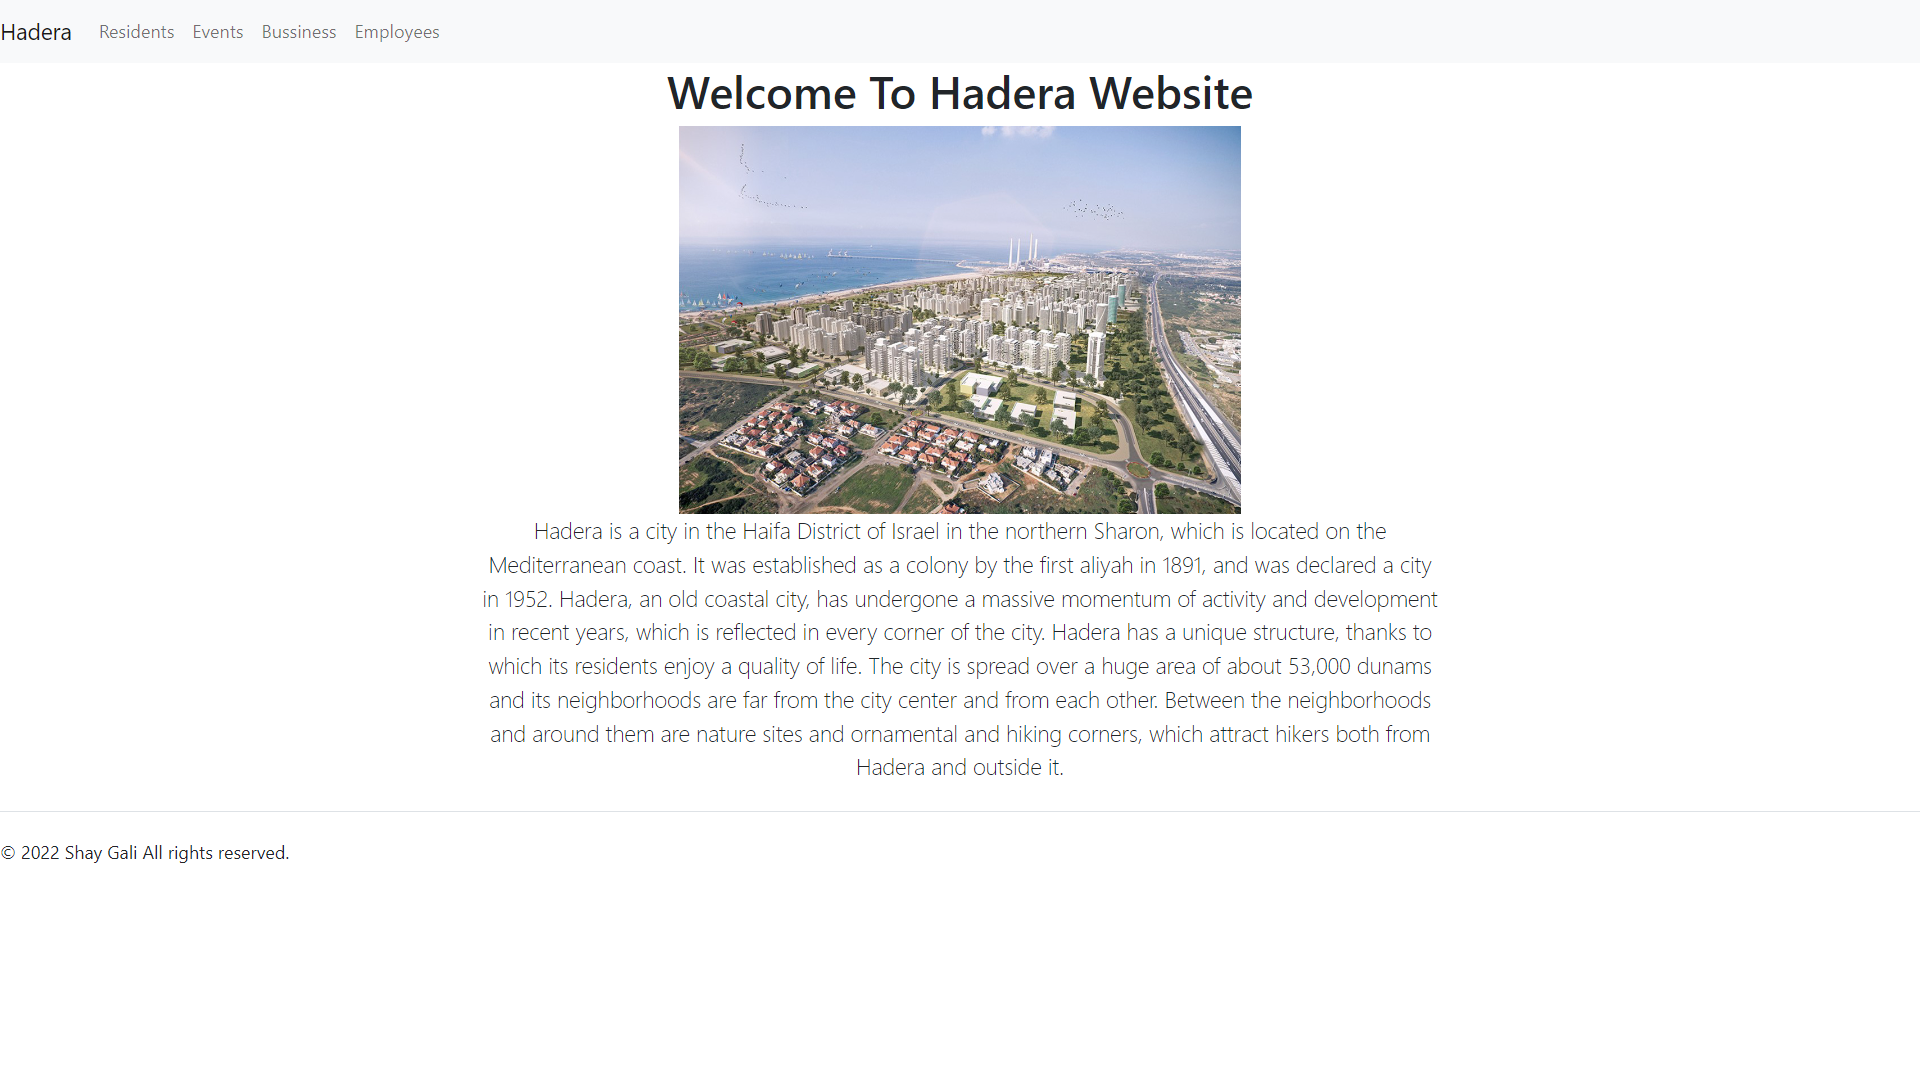 Hadera Residents Events Bussiness Employees
Welcome To Hadera Website
Hadera is a city in the Haifa District of Israel in the northern Sharon, which is located on the
Mediterranean coast. It was established as a colony by the first aliyah in 1891, and was declared a city
in 1952. Hadera, an old coastal city, has undergone a massive momentum of activity and development
in recent years, which is reflected in every corner of the city. Hadera has a unique structure, thanks to
which its residents enjoy a quality of life. The city is spread over a huge area of about 53,000 dunams
and its neighborhoods are far from the city center and from each other. Between the neighborhoods
and around them are nature sites and ornamental and hiking corners, which attract hikers both from
Hadera and outside it.
© 2022 Shay Gali All rights reserved.